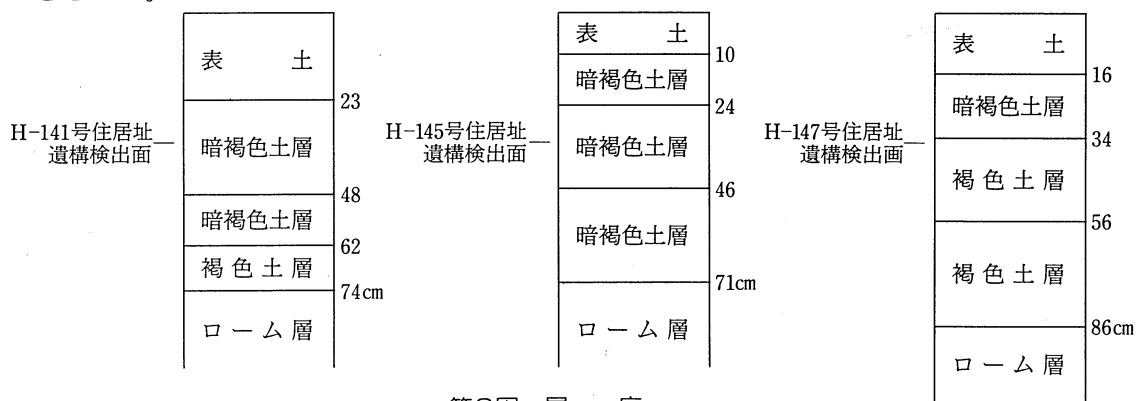 表 土
23
H-141号住居址
遺構検出面
暗褐色土層
48
暗褐色土層
62
褐色土層
74cm
ローム層
表 土
10
暗褐色土層
24
H-145号住居址
遺構検出面
暗褐色土層
46
暗褐色土層
71cm
ローム層
表 土
16
暗褐色土層
34
H-147号住居址
遺構検出画
褐色土層
56
褐色土層
86cm
ローム層